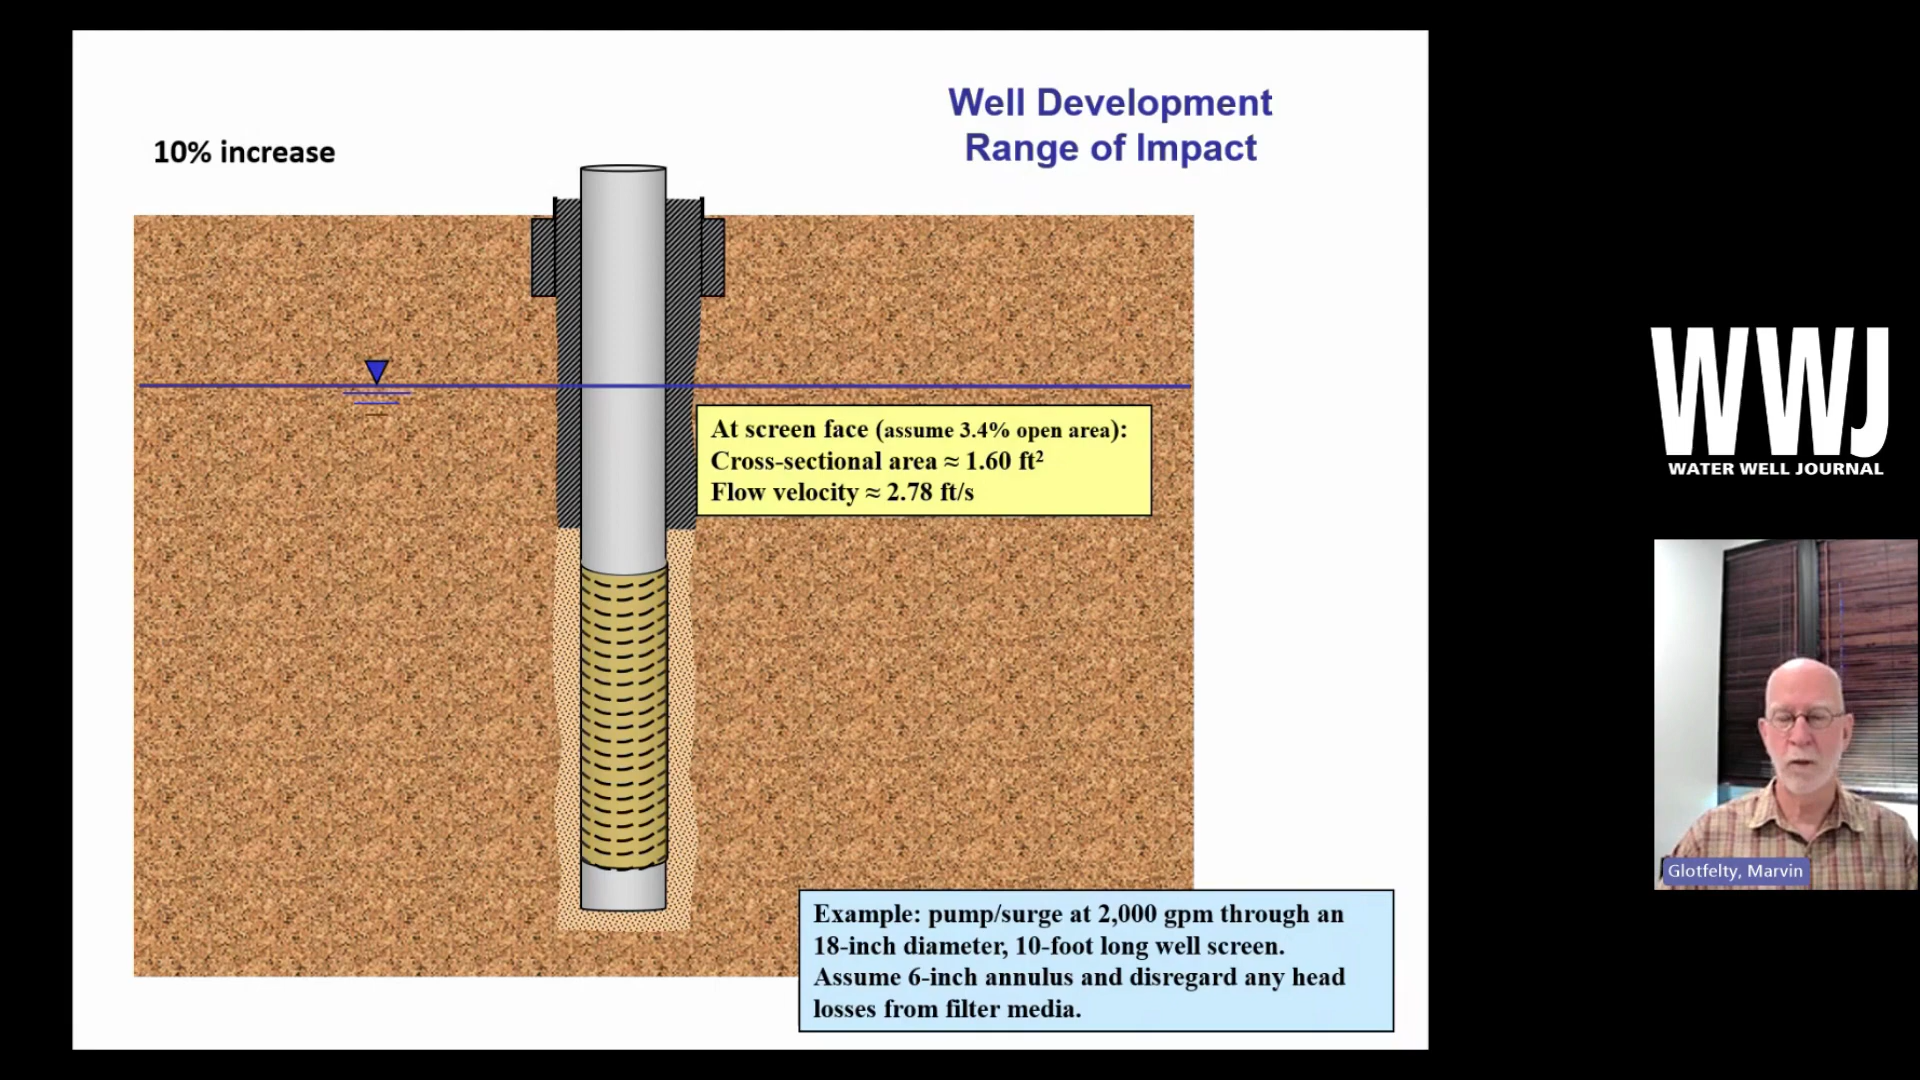 Well Development
Range of Impact
10% increase
At screen face (assume 3.4% open area):
Cross-sectional area ≈ 1.60 ft²
Flow velocity ≈ 2.78 ft/s
Example: pump/surge at 2,000 gpm through an
18-inch diameter, 10-foot long well screen.
Assume 6-inch annulus and disregard any head
losses from filter media.
WWJ
WATER WELL JOURNAL
Glotfelty, Marvin